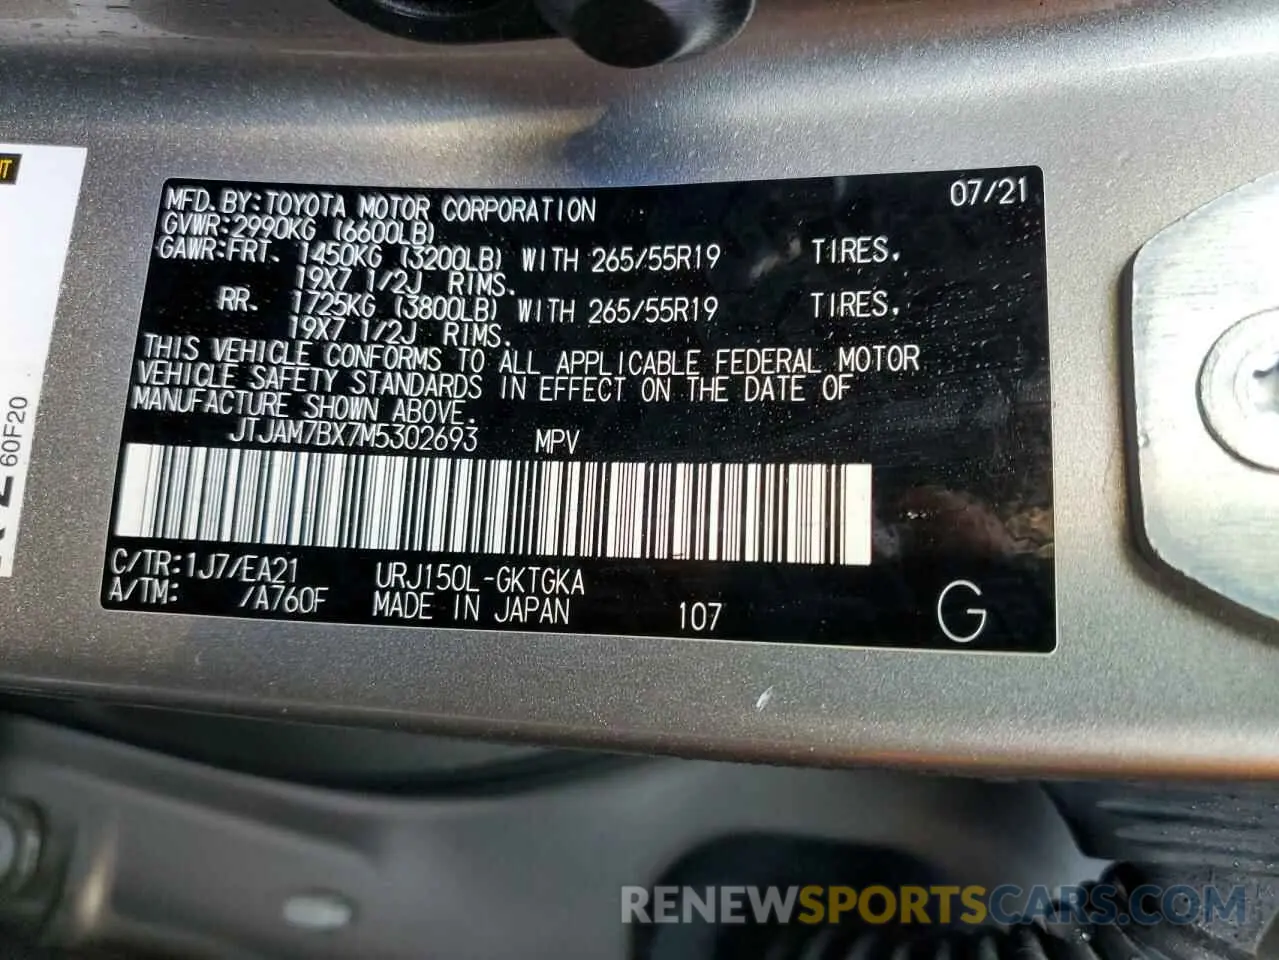 MFD. BY:TOYOTA MOTOR CORPORATION 07/21
GVWR:2990KG (6600LB)
GAWR:FRT. 1450KG (3200LB) WITH 265/55R19 TIRES,
19X7 1/2J RIMS.
RR. 1725KG (3800LB) WITH 265/55R19 TIRES,
19X7 1/2J RIMS.
THIS VEHICLE CONFORMS TO ALL APPLICABLE FEDERAL MOTOR
VEHICLE SAFETY STANDARDS IN EFFECT ON THE DATE OF
MANUFACTURE SHOWN ABOVE.
JTJAM7BX7M5302693 MPV
C/TR:1J7/EA21 URJ150L-GKTGKA
A/TM: /A760F MADE IN JAPAN 107 G
60F20
RENEWSPORTSCARS.COM